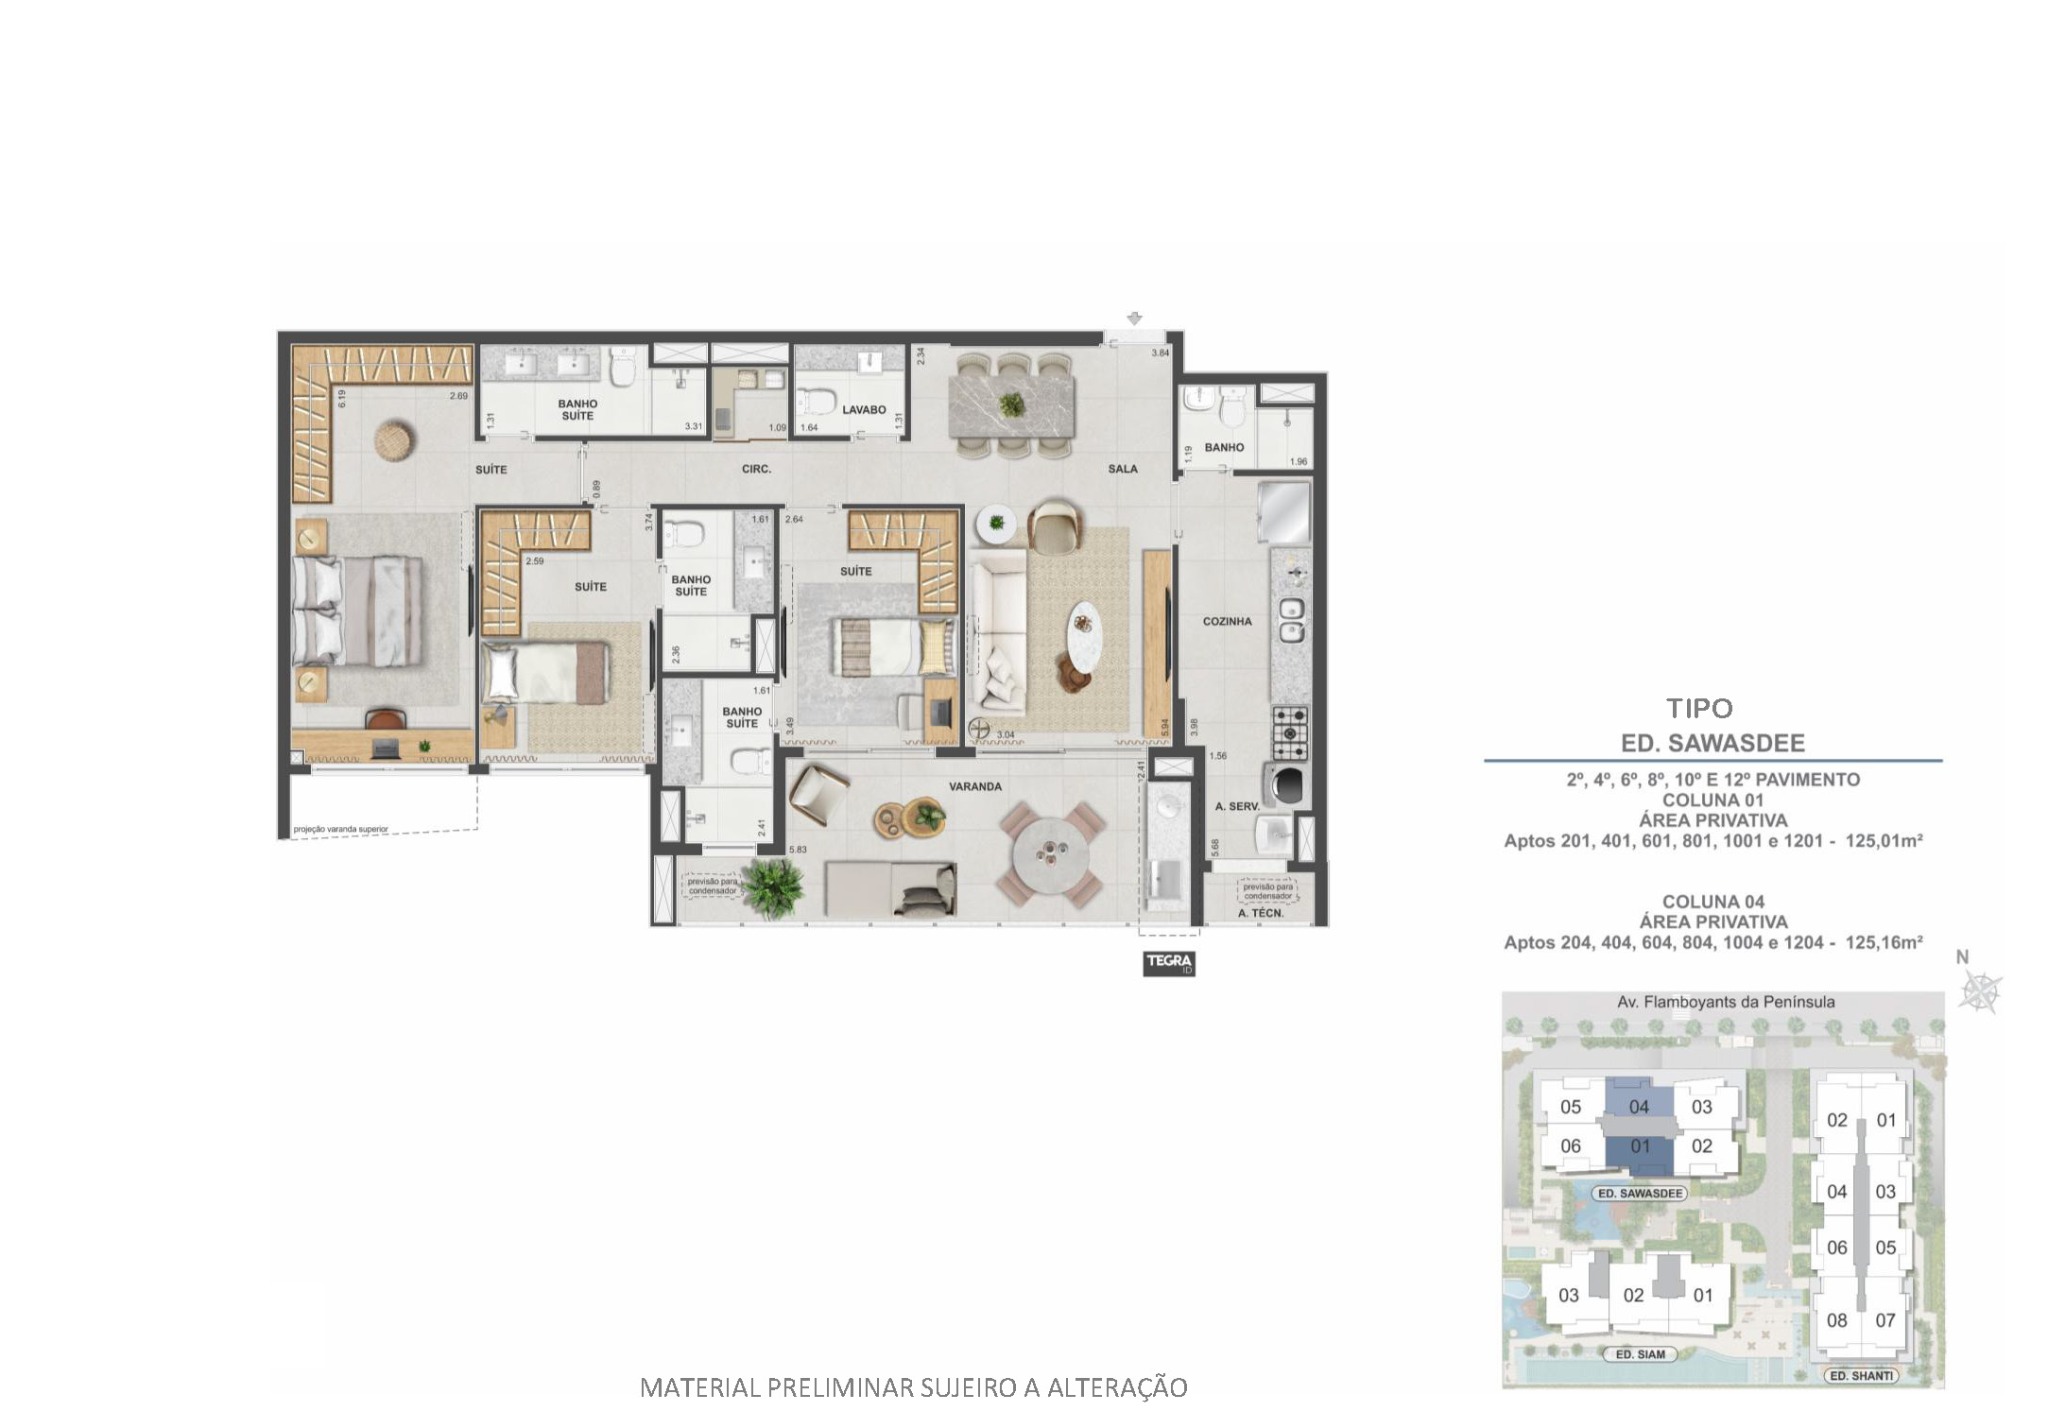 2.34
3.84
6.19
2.69
BANHO
SUÍTE
1.31
3.31
1.09
LAVABO
1.64
1.31
BANHO
1.19
1.96
SUÍTE
CIRC.
SALA
0.89
3.74
1.61
2.64
2.59
SUÍTE
BANHO
SUÍTE
SUÍTE
2.36
COZINHA
1.61
BANHO
SUÍTE
3.49
3.04
5.94
3.98
1.56
2.41
VARANDA
A. SERV.
projeção varanda superior
2.41
5.83
5.68
previsão para
condensador
previsão para
condensador
A. TÉCN.
TEGRA
ID
TIPO
ED. SAWASDEE
2º, 4º, 6º, 8º, 10º E 12º PAVIMENTO
COLUNA 01
ÁREA PRIVATIVA
Aptos 201, 401, 601, 801, 1001 e 1201 - 125,01m²
COLUNA 04
ÁREA PRIVATIVA
Aptos 204, 404, 604, 804, 1004 e 1204 - 125,16m²
N
Av. Flamboyants da Península
05 04 03
06 01 02
ED. SAWASDEE
02 01
04 03
06 05
08 07
03 02 01
ED. SIAM
ED. SHANTI
MATERIAL PRELIMINAR SUJEIRO A ALTERAÇÃO